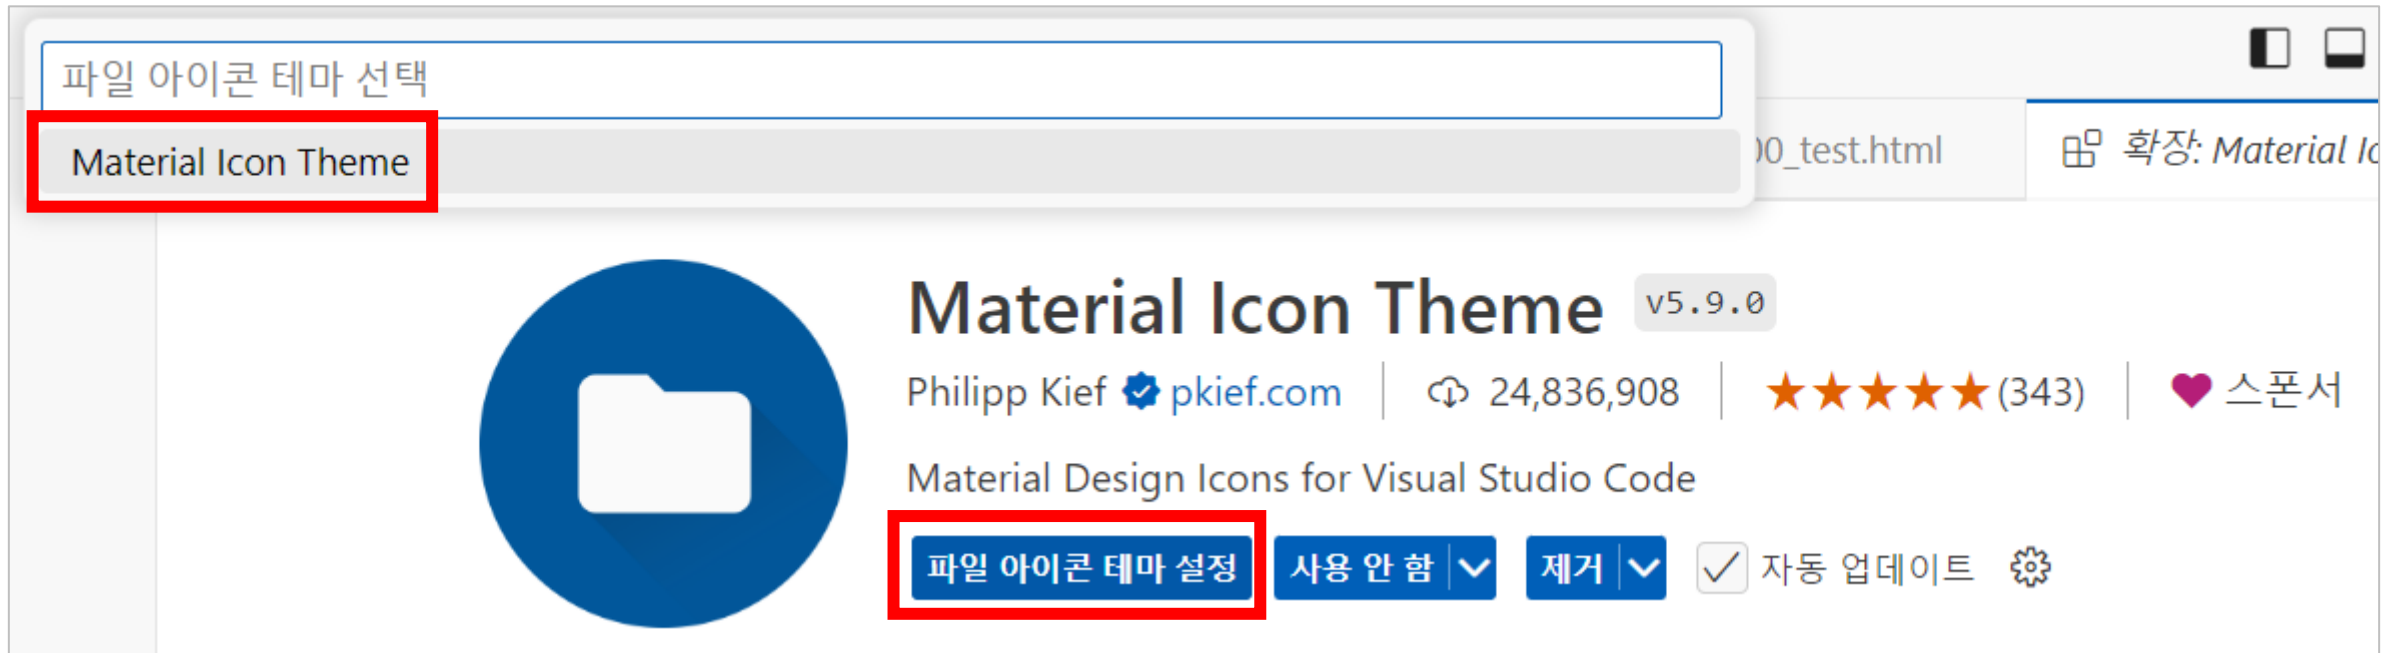 파일 아이콘 테마 선택
Material Icon Theme
00_test.html
확장: Material Ic
Material Icon Theme v5.9.0
Philipp Kief pkief.com 24,836,908 (343) 스폰서
Material Design Icons for Visual Studio Code
파일 아이콘 테마 설정 사용 안 함 제거 자동 업데이트